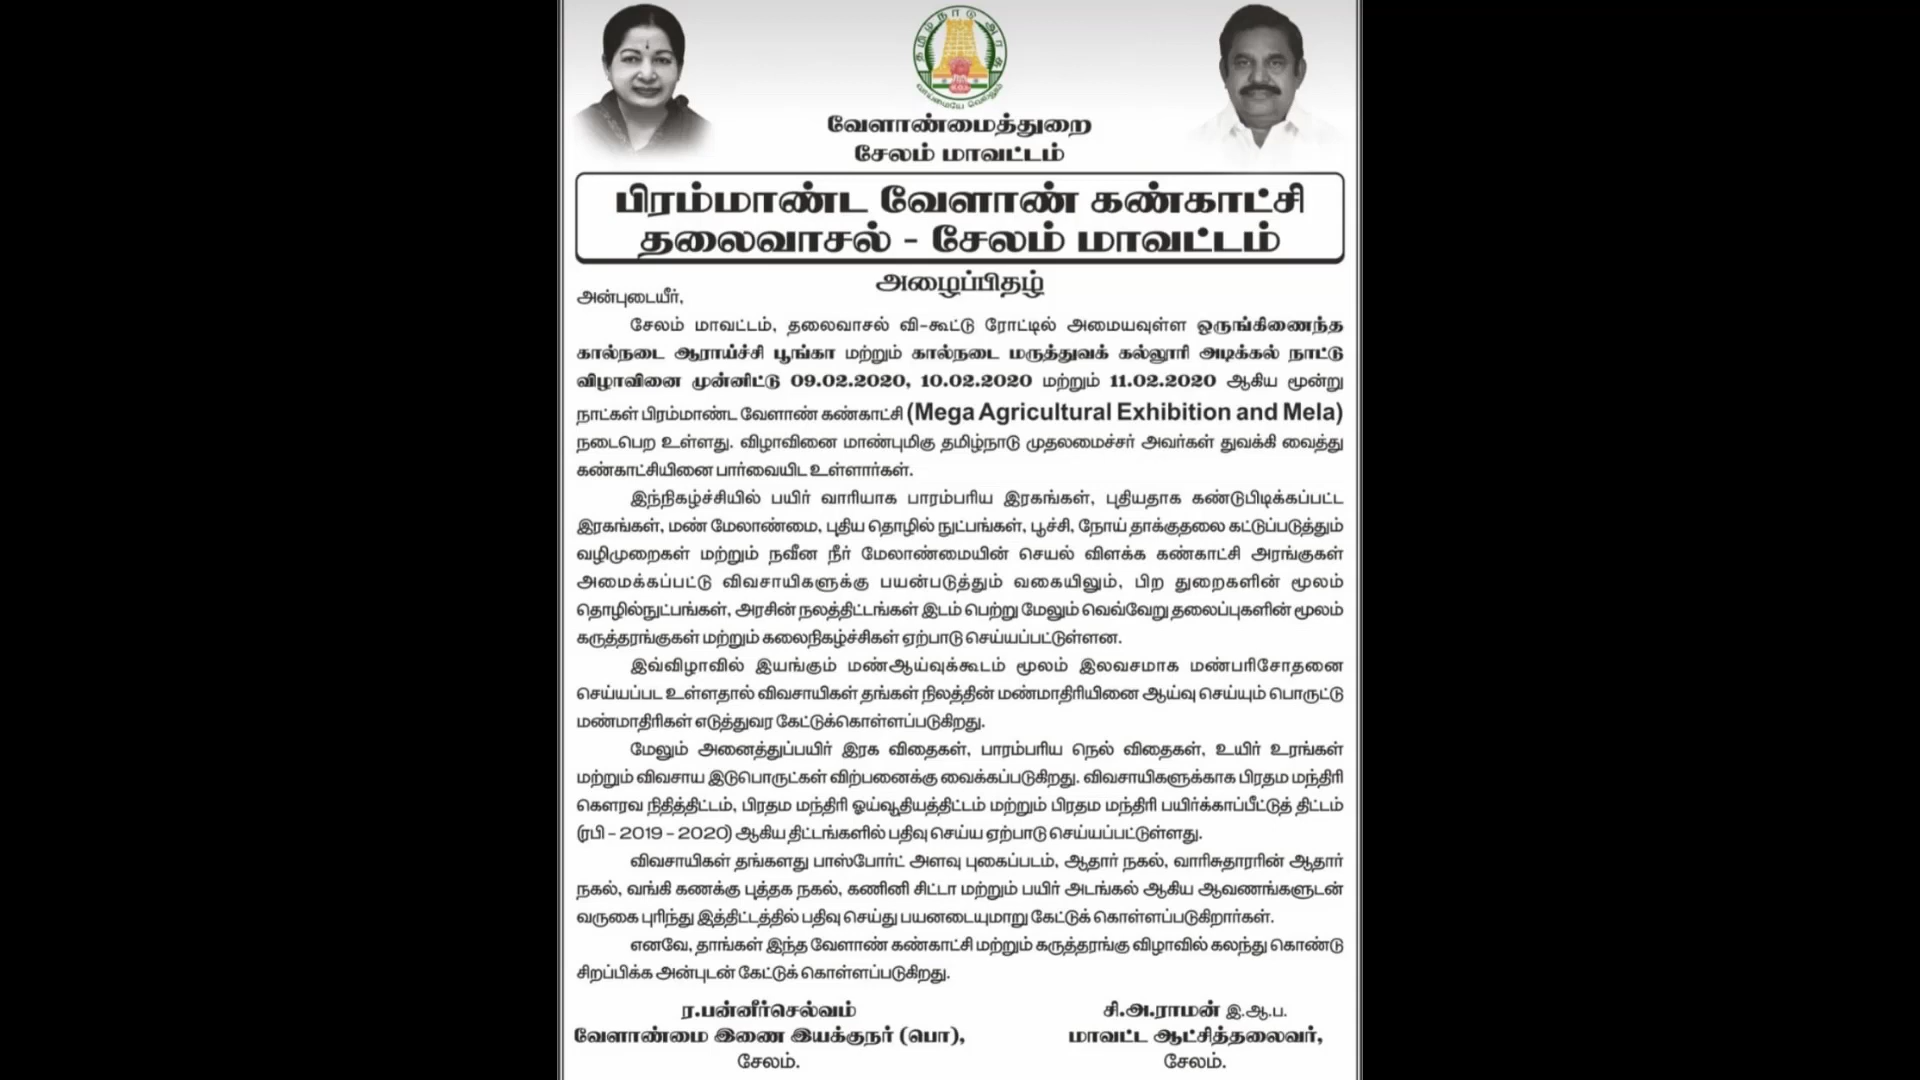 தமிழ்நாடு அரசு
வாய்மையே வெல்லும்
வேளாண்மைத்துறை
சேலம் மாவட்டம்
பிரம்மாண்ட வேளாண் கண்காட்சி
தலைவாசல் - சேலம் மாவட்டம்
அழைப்பிதழ்
அன்புடையீர்,
சேலம் மாவட்டம், தலைவாசல் வி-கூட்டு ரோட்டில் அமையவுள்ள ஒருங்கிணைந்த
கால்நடை ஆராய்ச்சி பூங்கா மற்றும் கால்நடை மருத்துவக் கல்லூரி அடிக்கல் நாட்டு
விழாவினை முன்னிட்டு 09.02.2020, 10.02.2020 மற்றும் 11.02.2020 ஆகிய மூன்று
நாட்கள் பிரம்மாண்ட வேளாண் கண்காட்சி (Mega Agricultural Exhibition and Mela)
நடைபெற உள்ளது. விழாவினை மாண்புமிகு தமிழ்நாடு முதலமைச்சர் அவர்கள் துவக்கி வைத்து
கண்காட்சியினை பார்வையிட உள்ளார்கள்.
இந்நிகழ்ச்சியில் பயிர் வாரியாக பாரம்பரிய இரகங்கள், புதியதாக கண்டுபிடிக்கப்பட்ட
இரகங்கள், மண் மேலாண்மை, புதிய தொழில் நுட்பங்கள், பூச்சி, நோய் தாக்குதலை கட்டுப்படுத்தும்
வழிமுறைகள் மற்றும் நவீன நீர் மேலாண்மையின் செயல் விளக்க கண்காட்சி அரங்குகள்
அமைக்கப்பட்டு விவசாயிகளுக்கு பயன்படுத்தும் வகையிலும், பிற துறைகளின் மூலம்
தொழில்நுட்பங்கள், அரசின் நலத்திட்டங்கள் இடம் பெற்று மேலும் வெவ்வேறு தலைப்புகளின் மூலம்
கருத்தரங்குகள் மற்றும் கலைநிகழ்ச்சிகள் ஏற்பாடு செய்யப்பட்டுள்ளன.
இவ்விழாவில் இயங்கும் மண்ஆய்வுக்கூடம் மூலம் இலவசமாக மண்பரிசோதனை
செய்யப்பட உள்ளதால் விவசாயிகள் தங்கள் நிலத்தின் மண்மாதிரியினை ஆய்வு செய்யும் பொருட்டு
மண்மாதிரிகள் எடுத்துவர கேட்டுக்கொள்ளப்படுகிறது.
மேலும் அனைத்துப்பயிர் இரக விதைகள், பாரம்பரிய நெல் விதைகள், உயிர் உரங்கள்
மற்றும் விவசாய இடுபொருட்கள் விற்பனைக்கு வைக்கப்படுகிறது. விவசாயிகளுக்காக பிரதம மந்திரி
கௌரவ நிதித்திட்டம், பிரதம மந்திரி ஓய்வூதியத்திட்டம் மற்றும் பிரதம மந்திரி பயிர்க்காப்பீட்டுத் திட்டம்
(ரபி - 2019 - 2020) ஆகிய திட்டங்களில் பதிவு செய்ய ஏற்பாடு செய்யப்பட்டுள்ளது.
விவசாயிகள் தங்களது பாஸ்போர்ட் அளவு புகைப்படம், ஆதார் நகல், வாரிசுதாரரின் ஆதார்
நகல், வங்கி கணக்கு புத்தக நகல், கணினி சிட்டா மற்றும் பயிர் அடங்கல் ஆகிய ஆவணங்களுடன்
வருகை புரிந்து இத்திட்டத்தில் பதிவு செய்து பயனடையுமாறு கேட்டுக் கொள்ளப்படுகிறார்கள்.
எனவே, தாங்கள் இந்த வேளாண் கண்காட்சி மற்றும் கருத்தரங்கு விழாவில் கலந்து கொண்டு
சிறப்பிக்க அன்புடன் கேட்டுக் கொள்ளப்படுகிறது.
ர.பன்னீர்செல்வம்
வேளாண்மை இணை இயக்குநர் (பொ),
சேலம்.
சி.அ.ராமன் இ.ஆ.ப.
மாவட்ட ஆட்சித்தலைவர்,
சேலம்.